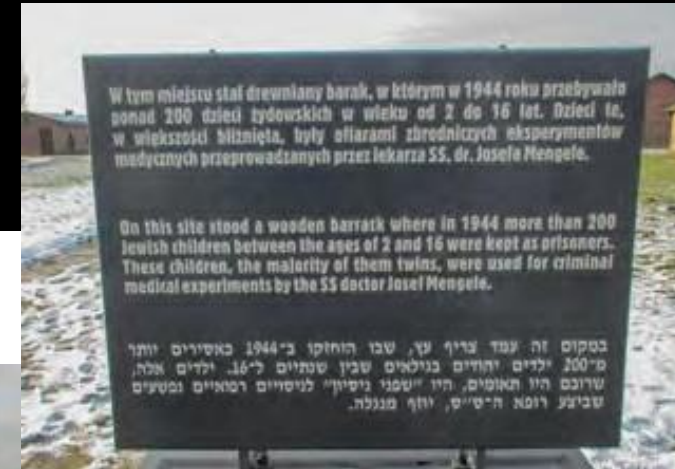 W tym miejscu stał drewniany barak, w którym w 1944 roku przebywało
ponad 200 dzieci żydowskich w wieku od 2 do 16 lat. Dzieci te,
w większości bliźnięta, były ofiarami zbrodniczych eksperymentów
medycznych przeprowadzanych przez lekarza SS, dr. Josefa Mengele.
On this site stood a wooden barrack where in 1944 more than 200
Jewish children between the ages of 2 and 16 were kept as prisoners.
These children, the majority of them twins, were used for criminal
medical experiments by the SS doctor Josef Mengele.
במקום זה עמד צריף עץ, שבו הוחזקו ב־1944 כאסירים יותר
מ־200 ילדים יהודים בגילאים שבין שנתיים ל־16. ילדים אלה,
שרובם היו תאומים, היו "שפני ניסיון" לניסויים רפואיים נפשעים
שביצע רופא ה־ס״ס, יוזף מנגלה.